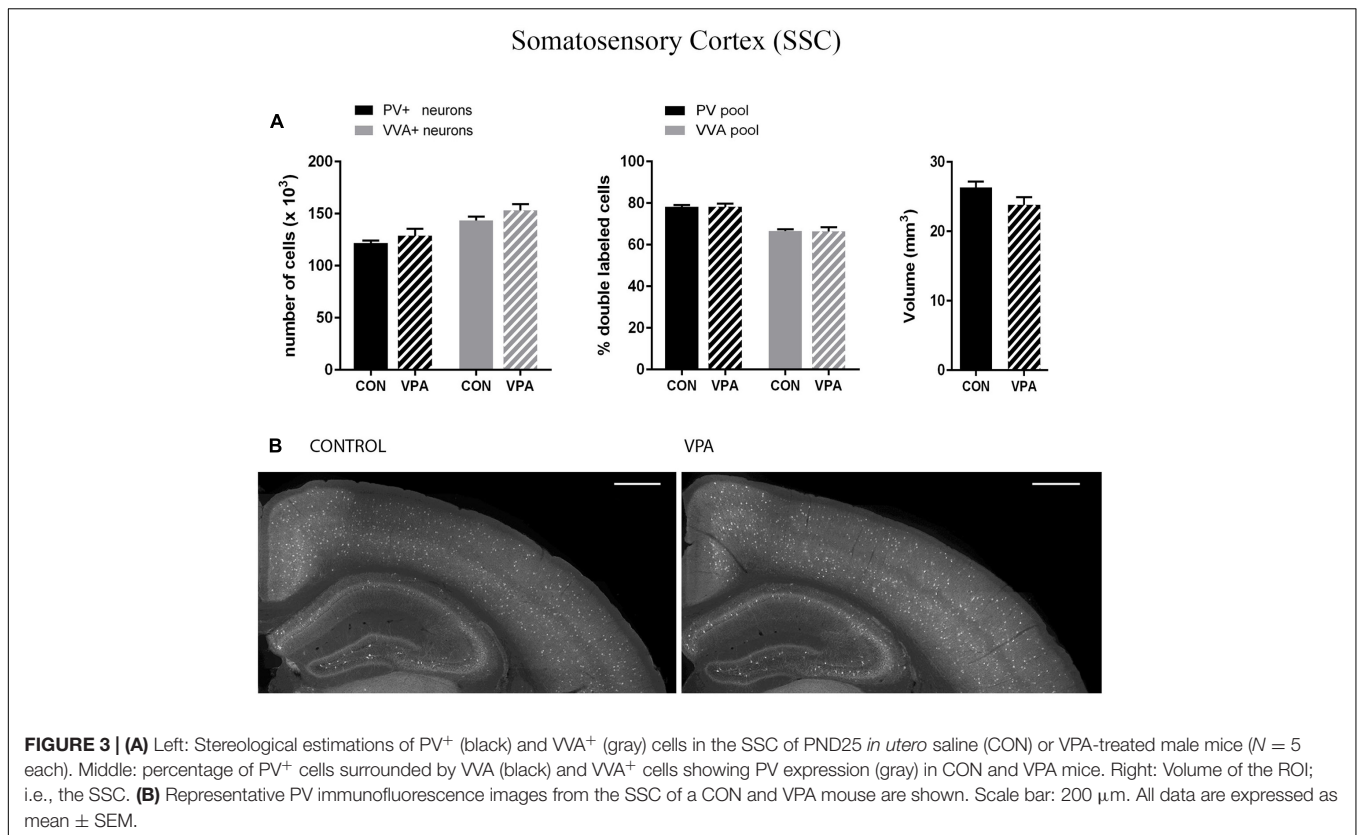 Somatosensory Cortex (SSC)
A
PV+ neurons
VVA+ neurons
number of cells (x 10³)
200
150
100
50
0
CON VPA CON VPA
PV pool
VVA pool
% double labeled cells
100
80
60
40
20
0
CON VPA CON VPA
Volume (mm³)
30
20
10
0
CON VPA
B CONTROL VPA
FIGURE 3 | (A) Left: Stereological estimations of PV⁺ (black) and VVA⁺ (gray) cells in the SSC of PND25 in utero saline (CON) or VPA-treated male mice (N = 5
each). Middle: percentage of PV⁺ cells surrounded by VVA (black) and VVA⁺ cells showing PV expression (gray) in CON and VPA mice. Right: Volume of the ROI;
i.e., the SSC. (B) Representative PV immunofluorescence images from the SSC of a CON and VPA mouse are shown. Scale bar: 200 μm. All data are expressed as
mean ± SEM.